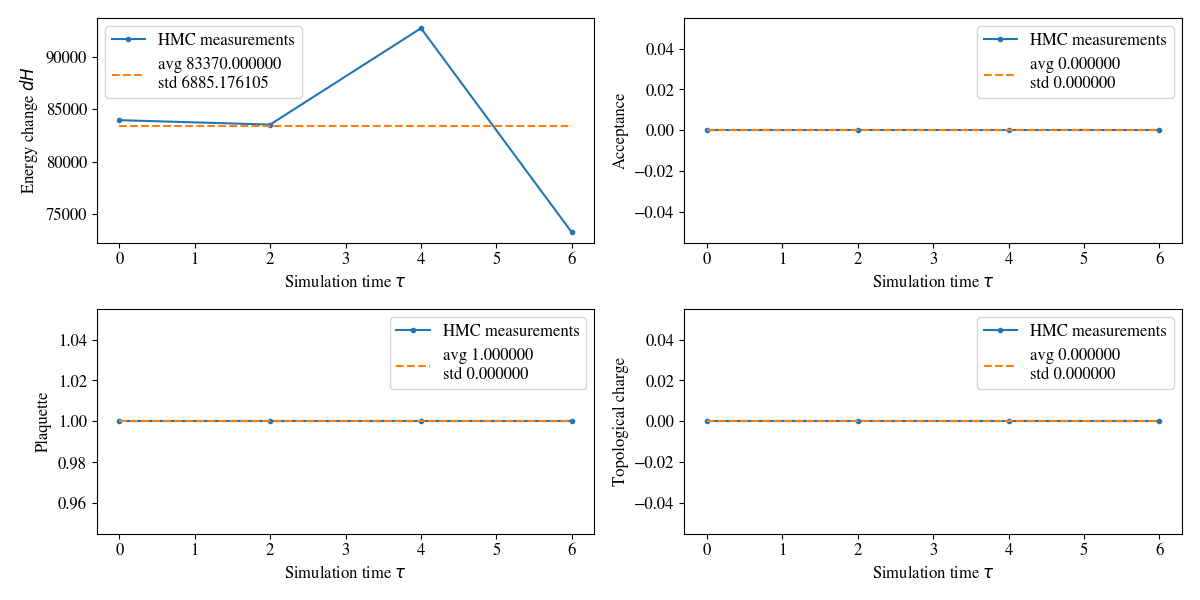 HMC measurements
avg 83370.000000
std 6885.176105
90000
85000
80000
75000
Energy change dH
0 1 2 3 4 5 6
Simulation time τ
HMC measurements
avg 0.000000
std 0.000000
0.04
0.02
0.00
−0.02
−0.04
Acceptance
0 1 2 3 4 5 6
Simulation time τ
HMC measurements
avg 1.000000
std 0.000000
1.04
1.02
1.00
0.98
0.96
Plaquette
0 1 2 3 4 5 6
Simulation time τ
HMC measurements
avg 0.000000
std 0.000000
0.04
0.02
0.00
−0.02
−0.04
Topological charge
0 1 2 3 4 5 6
Simulation time τ